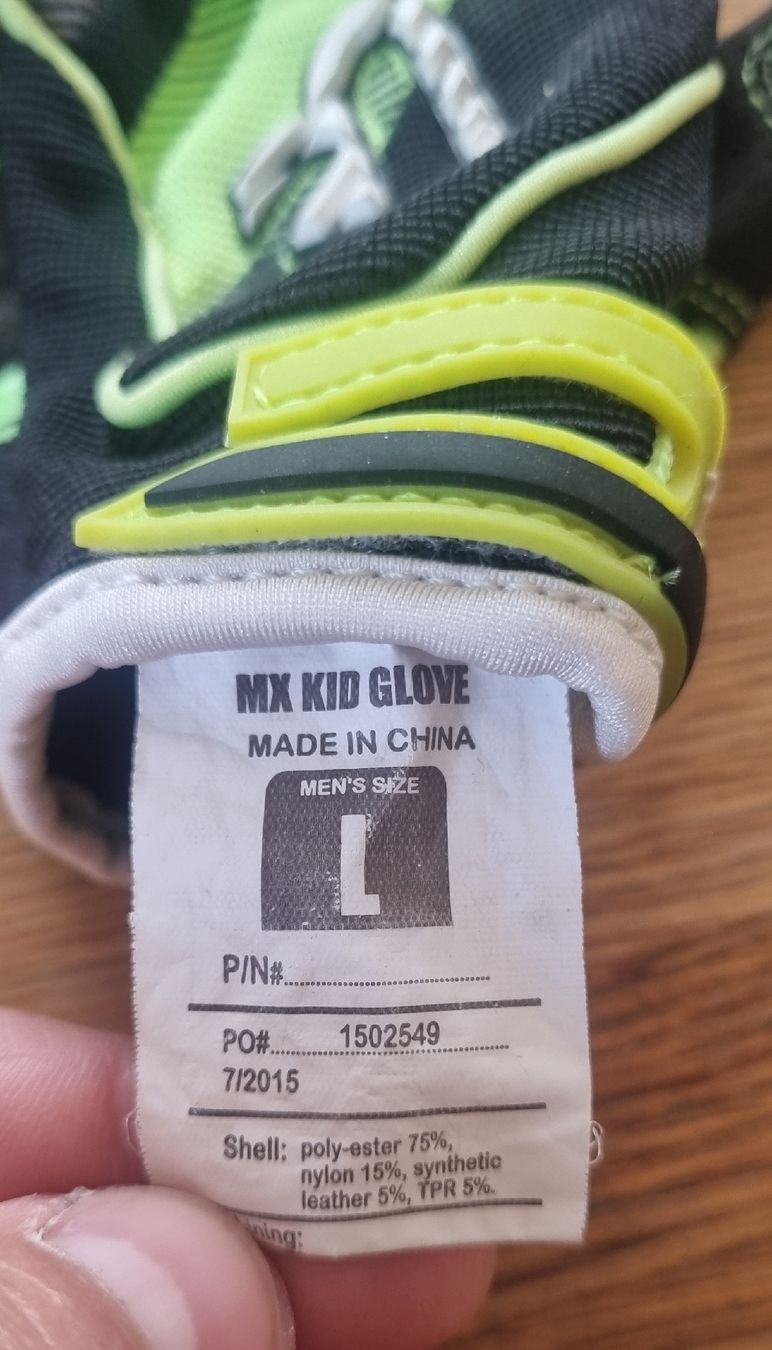 MX KID GLOVE
MADE IN CHINA
MEN'S SIZE
L
P/N#
PO# 1502549
7/2015
Shell: poly-ester 75%,
nylon 15%, synthetic
leather 5%, TPR 5%.